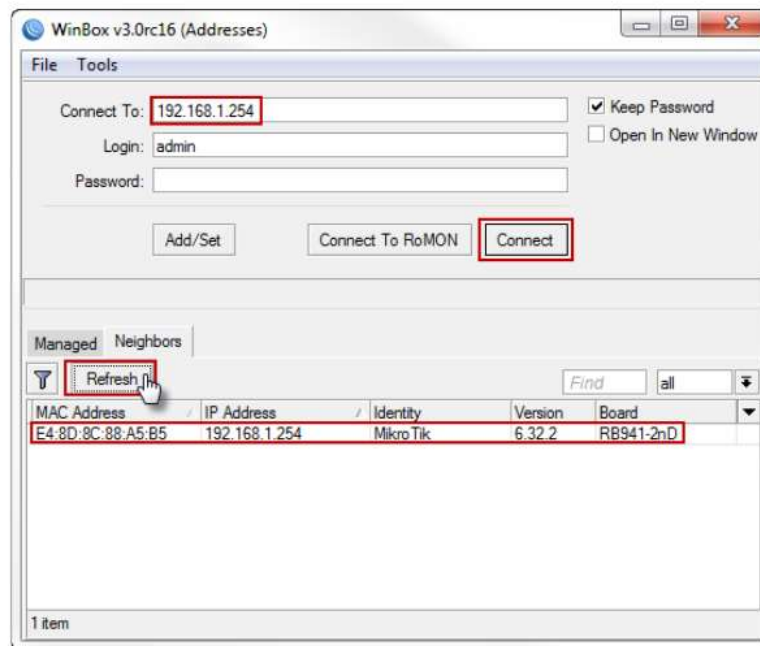 WinBox v3.0rc16 (Addresses)
File Tools
Connect To: 192.168.1.254
Keep Password
Login: admin
Open In New Window
Password:
Add/Set Connect To RoMON Connect
Managed Neighbors
Refresh Find all
MAC Address IP Address Identity Version Board
E4:8D:8C:88:A5:B5 192.168.1.254 MikroTik 6.32.2 RB941-2nD
1 item